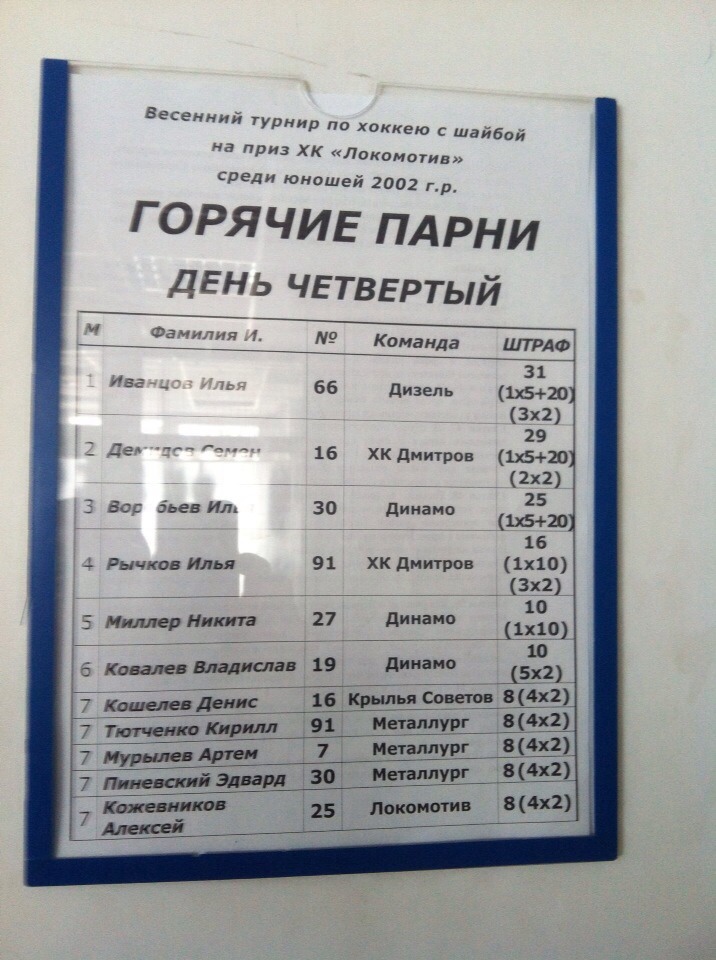 Весенний турнир по хоккею с шайбой
на приз ХК «Локомотив»
среди юношей 2002 г.р.
ГОРЯЧИЕ ПАРНИ
ДЕНЬ ЧЕТВЕРТЫЙ
М Фамилия И. № Команда ШТРАФ
1 Иванцов Илья 66 Дизель 31 (1х5+20) (3х2)
2 Демидов Семен 16 ХК Дмитров 29 (1х5+20) (2х2)
3 Воробьев Илья 30 Динамо 25 (1х5+20)
4 Рычков Илья 91 ХК Дмитров 16 (1х10) (3х2)
5 Миллер Никита 27 Динамо 10 (1х10)
6 Ковалев Владислав 19 Динамо 10 (5х2)
7 Кошелев Денис 16 Крылья Советов 8(4х2)
7 Тютченко Кирилл 91 Металлург 8(4х2)
7 Мурылев Артем 7 Металлург 8(4х2)
7 Пиневский Эдвард 30 Металлург 8(4х2)
7 Кожевников Алексей 25 Локомотив 8(4х2)